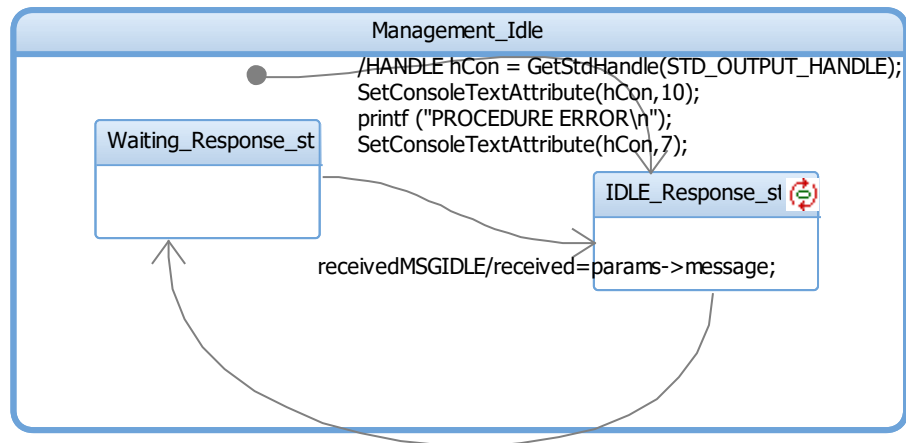 Management_Idle
/HANDLE hCon = GetStdHandle(STD_OUTPUT_HANDLE);
SetConsoleTextAttribute(hCon,10);
printf ("PROCEDURE ERROR\n");
SetConsoleTextAttribute(hCon,7);
Waiting_Response_st
IDLE_Response_st
receivedMSGIDLE/received=params->message;